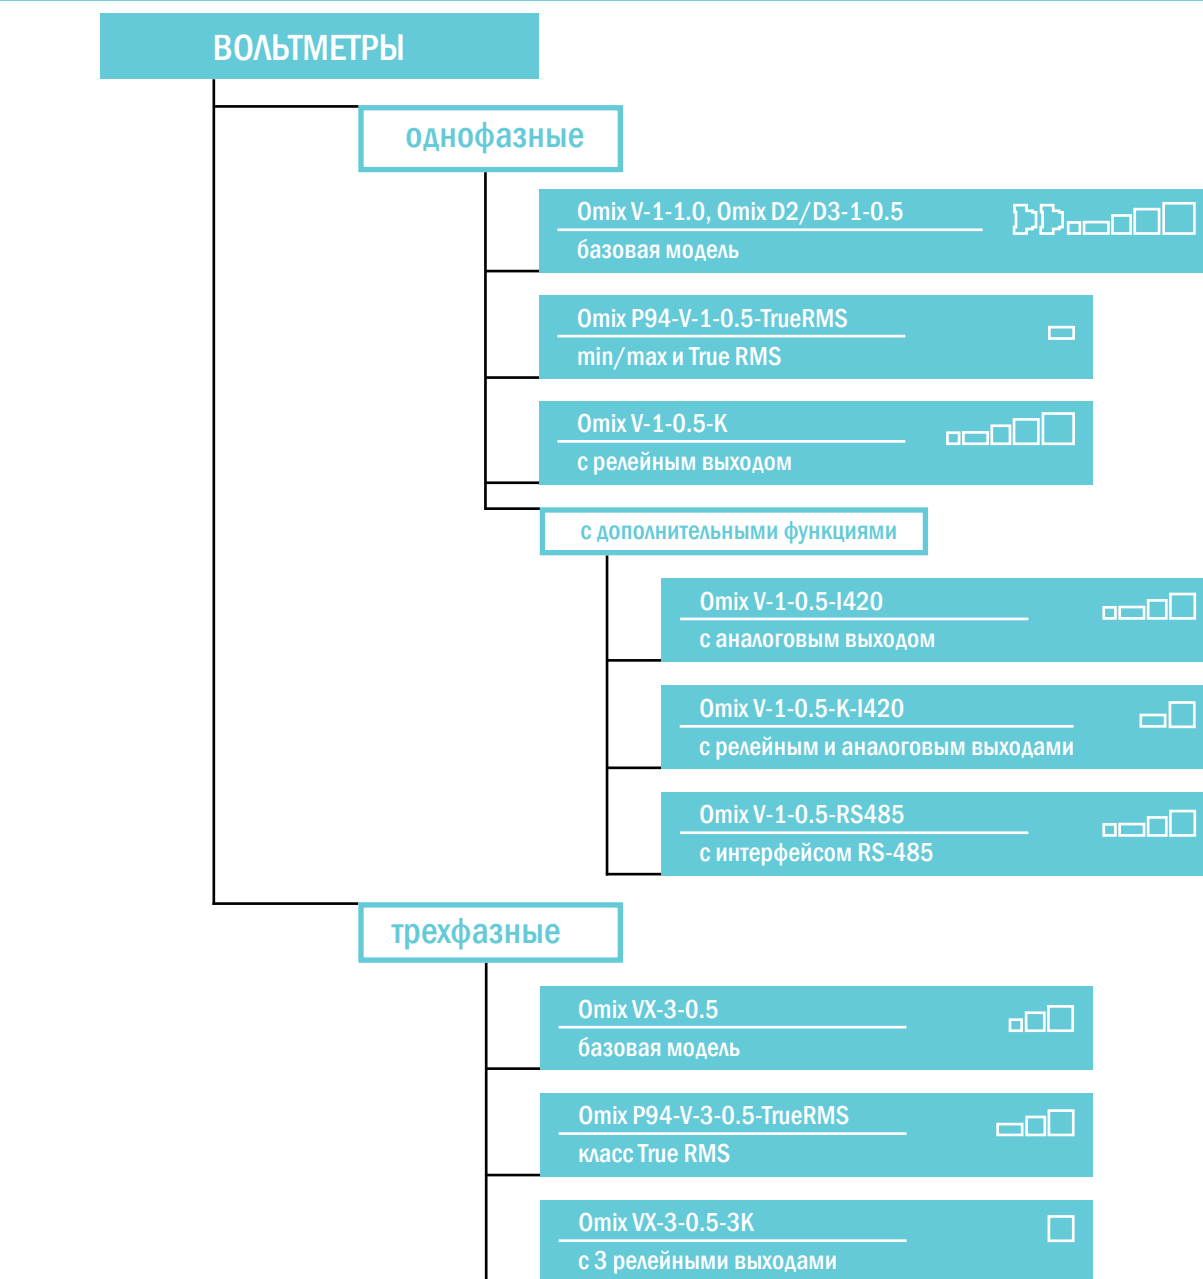 ВОЛЬТМЕТРЫ
однофазные
Omix V-1-1.0, Omix D2/D3-1-0.5
базовая модель
Omix P94-V-1-0.5-TrueRMS
min/max и True RMS
Omix V-1-0.5-K
с релейным выходом
с дополнительными функциями
Omix V-1-0.5-I420
с аналоговым выходом
Omix V-1-0.5-K-I420
с релейным и аналоговым выходами
Omix V-1-0.5-RS485
с интерфейсом RS-485
трехфазные
Omix VX-3-0.5
базовая модель
Omix P94-V-3-0.5-TrueRMS
класс True RMS
Omix VX-3-0.5-3K
с 3 релейными выходами